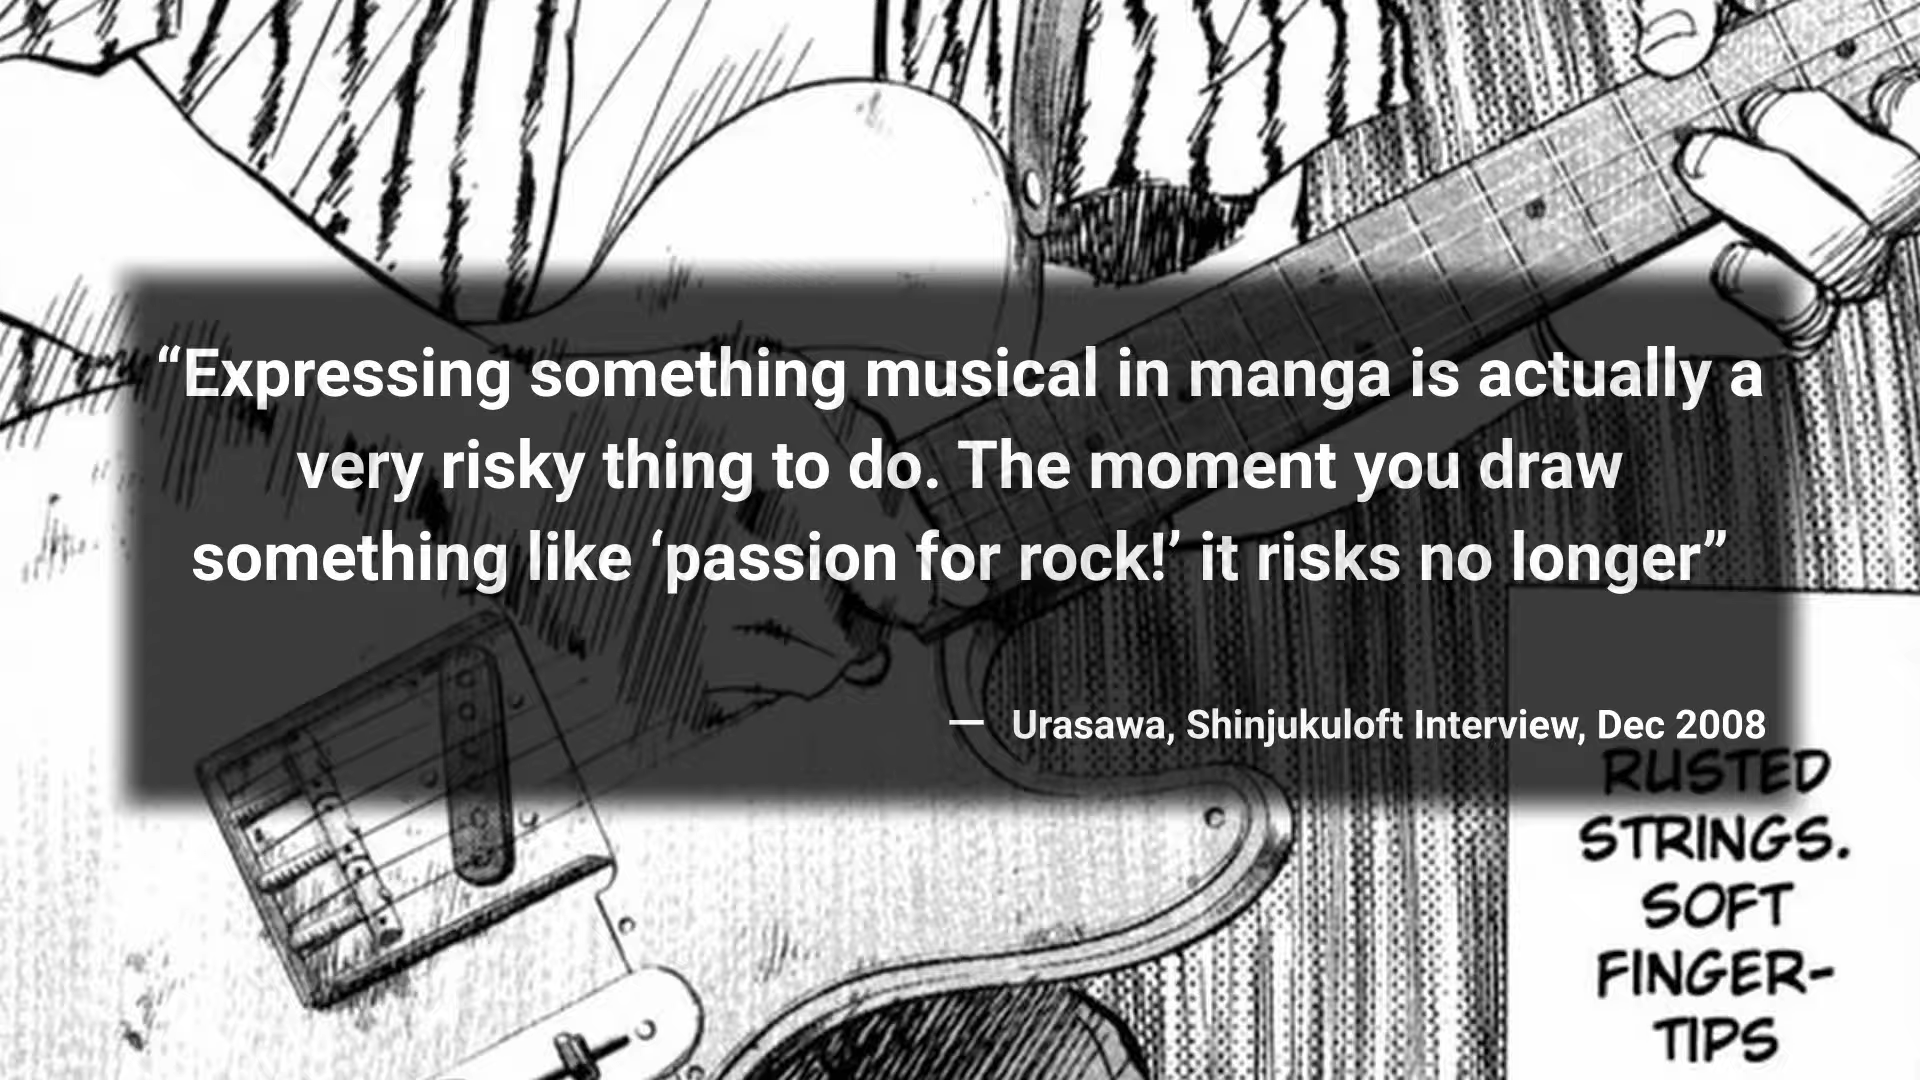 “Expressing something musical in manga is actually a
very risky thing to do. The moment you draw
something like ‘passion for rock!’ it risks no longer”
— Urasawa, Shinjukuloft Interview, Dec 2008
RUSTED
STRINGS.
SOFT
FINGER-
TIPS